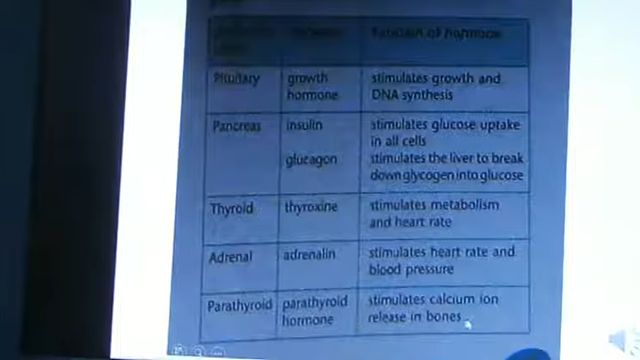 Function of hormone
Pituitary growth hormone stimulates growth and DNA synthesis
Pancreas insulin stimulates glucose uptake in all cells
glucagon stimulates the liver to break down glycogen into glucose
Thyroid thyroxine stimulates metabolism and heart rate
Adrenal adrenalin stimulates heart rate and blood pressure
Parathyroid parathyroid hormone stimulates calcium ion release in bones